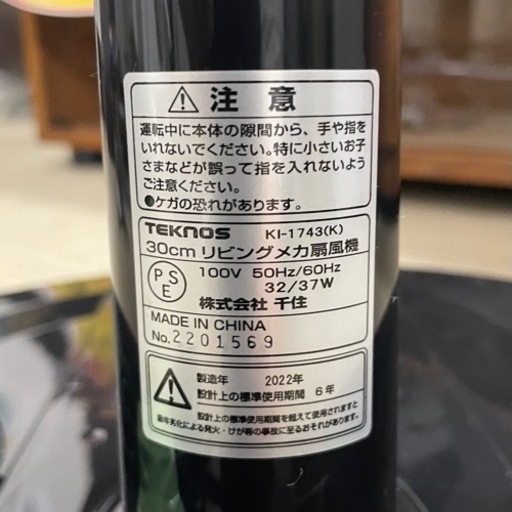 注 意
運転中に本体の隙間から、手や指を
いれないでください。特に小さいお子
さまなどが誤って指を入れないよう
ご注意ください。
●ケガの恐れがあります。
TEKNOS KI-1743(K)
30cm リビングメカ扇風機
PSE
100V 50Hz/60Hz
32/37W
株式会社 千住
MADE IN CHINA
No.2201569
製造年 2022年
設計上の標準使用期間 6年
設計上の標準使用期間を超えて使用されますと
経年劣化による発火・けが等の事故に至るおそれがあります。